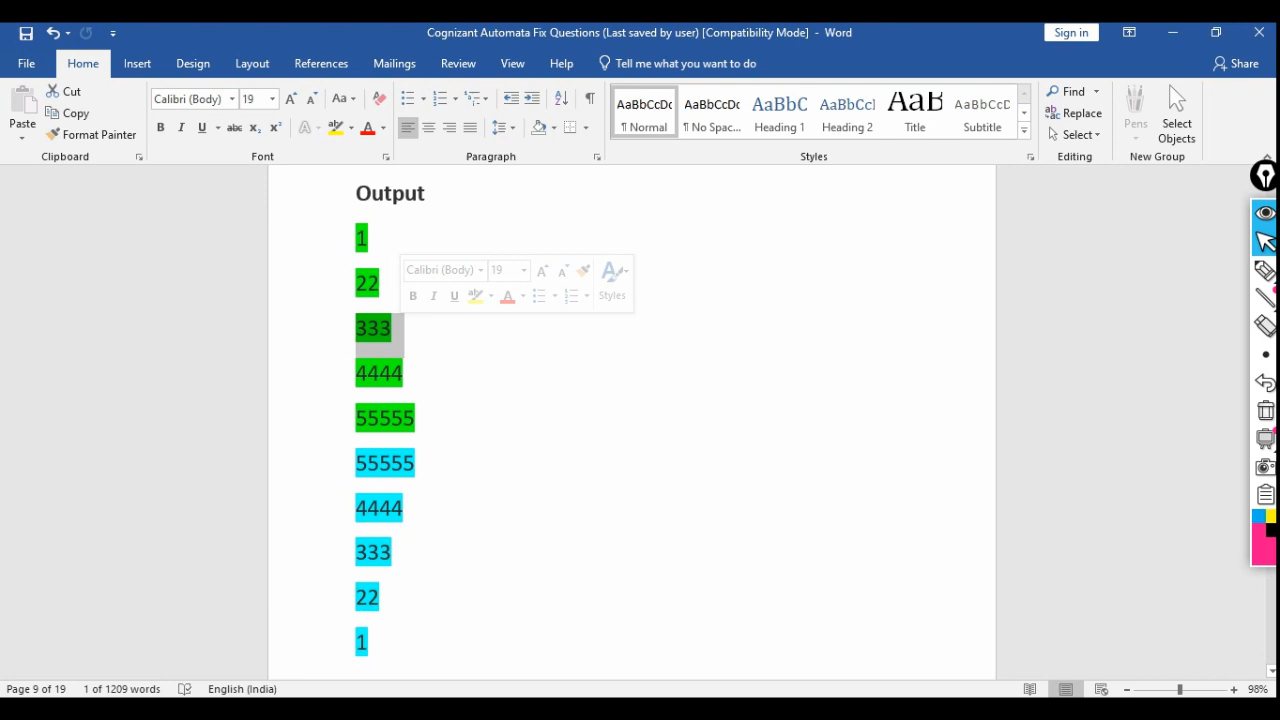 Cognizant Automata Fix Questions (Last saved by user) [Compatibility Mode] - Word
Sign in
File Home Insert Design Layout References Mailings Review View Help Tell me what you want to do Share
Paste
Cut
Copy
Format Painter
Clipboard
Calibri (Body) 19
Font
Paragraph
AaBbCcDc ¶ Normal
AaBbCcDc ¶ No Spac...
AaBbC Heading 1
AaBbCcI Heading 2
AaB Title
AaBbCcD Subtitle
Styles
Find
Replace
Select
Editing
Pens
Select Objects
New Group
Output
1
22
Calibri (Body) 19
B I U Styles
333
4444
55555
55555
4444
333
22
1
Page 9 of 19 1 of 1209 words English (India) 98%